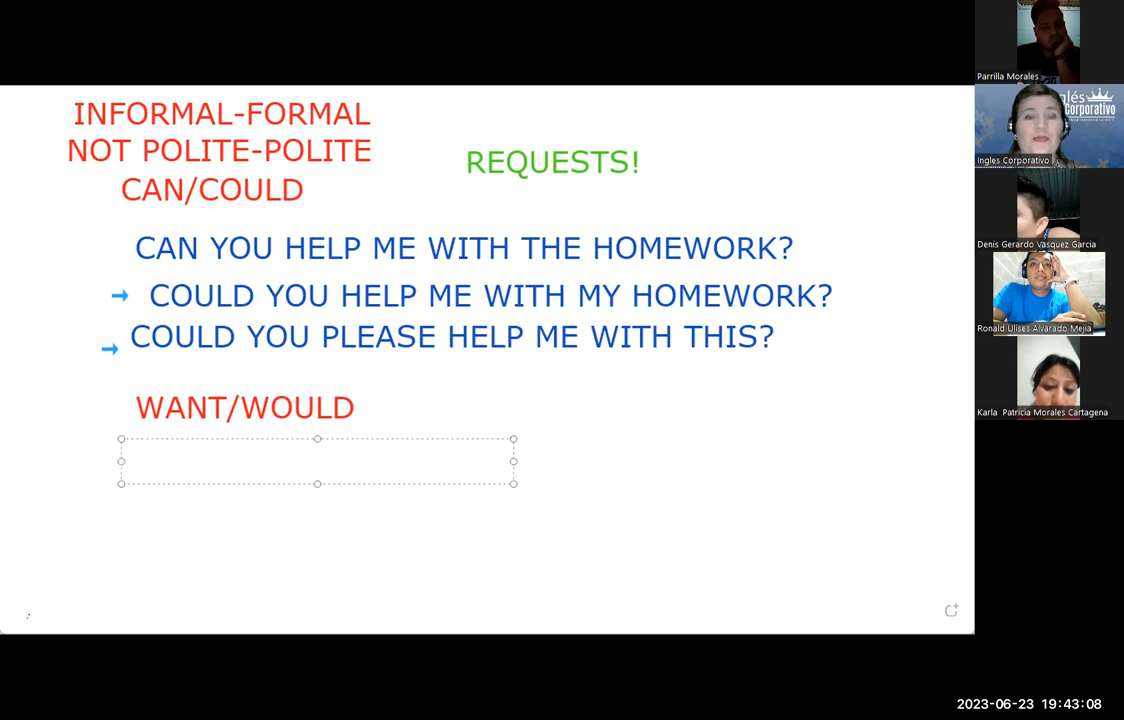 INFORMAL-FORMAL
NOT POLITE-POLITE
CAN/COULD
REQUESTS!
CAN YOU HELP ME WITH THE HOMEWORK?
COULD YOU HELP ME WITH MY HOMEWORK?
COULD YOU PLEASE HELP ME WITH THIS?
WANT/WOULD
Parrilla Morales
glés
Corporativo
Ingles Corporativo
Denis Gerardo Vasquez Garcia
Ronald Ulises Alvarado Mejia
Karla Patricia Morales Cartagena
2023-06-23 19:43:08